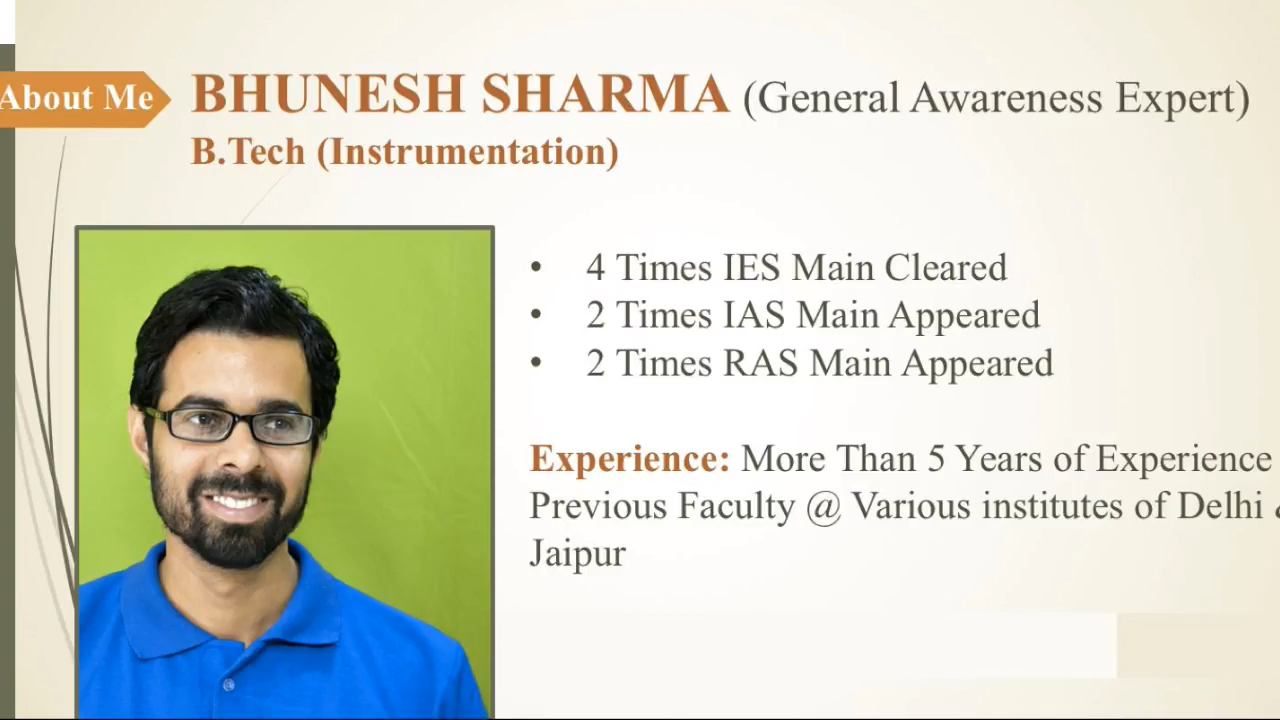 About Me
BHUNESH SHARMA (General Awareness Expert)
B.Tech (Instrumentation)
• 4 Times IES Main Cleared
• 2 Times IAS Main Appeared
• 2 Times RAS Main Appeared
Experience: More Than 5 Years of Experience
Previous Faculty @ Various institutes of Delhi
Jaipur